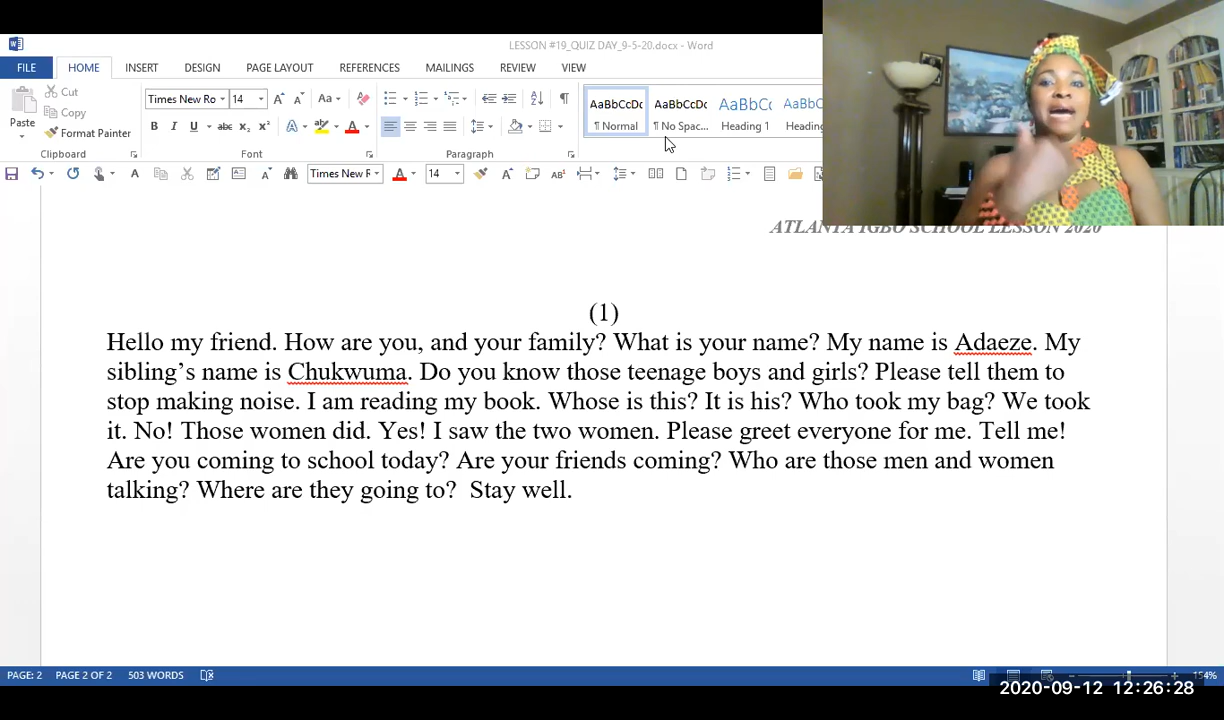 LESSON #19_QUIZ DAY_9-5-20.docx - Word
FILE HOME INSERT DESIGN PAGE LAYOUT REFERENCES MAILINGS REVIEW VIEW
Paste
Cut
Copy
Format Painter
Times New Ro 14 Aa
B I U abc x₂ x² A A
AaBbCcDc AaBbCcDc AaBbCc AaBbC
¶ Normal ¶ No Spac... Heading 1 Heading
Clipboard Font Paragraph
Times New R A 14
ATLANTA IGBO SCHOOL LESSON 2020
(1)
Hello my friend. How are you, and your family? What is your name? My name is Adaeze. My
sibling’s name is Chukwuma. Do you know those teenage boys and girls? Please tell them to
stop making noise. I am reading my book. Whose is this? It is his? Who took my bag? We took
it. No! Those women did. Yes! I saw the two women. Please greet everyone for me. Tell me!
Are you coming to school today? Are your friends coming? Who are those men and women
talking? Where are they going to?  Stay well.
PAGE: 2 PAGE 2 OF 2 503 WORDS 154%
2020-09-12 12:26:28